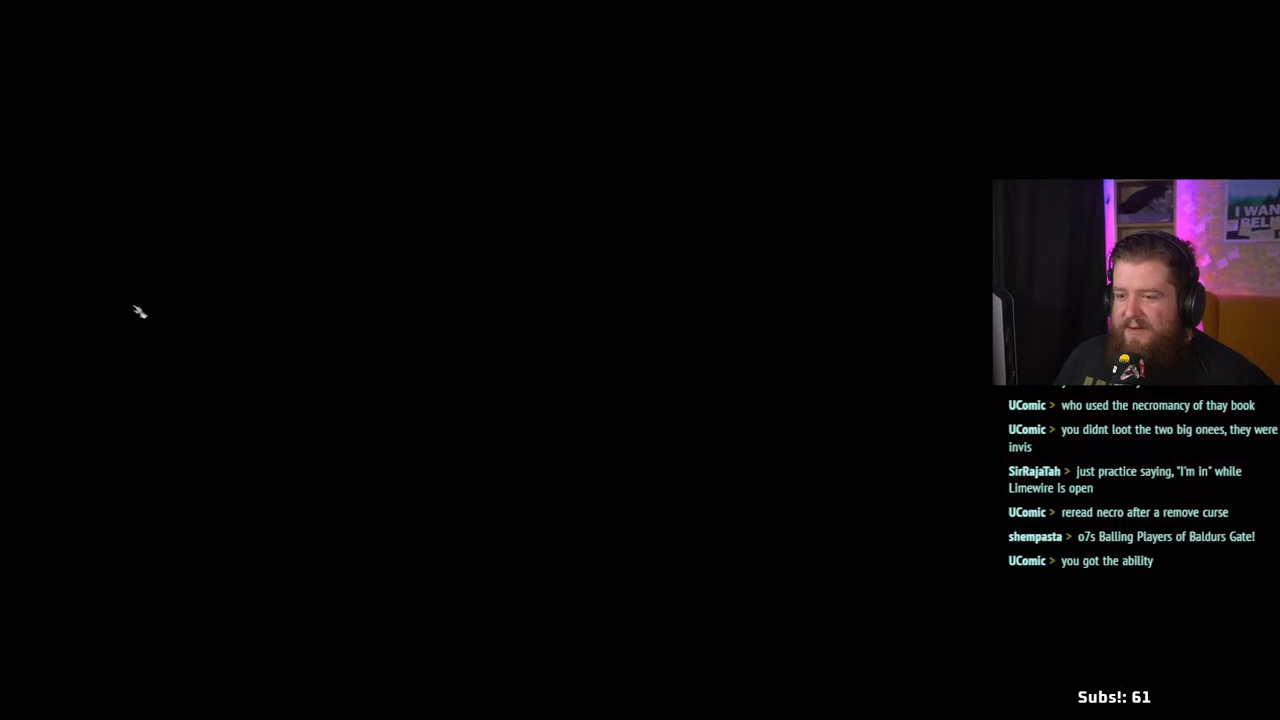 I WAN
BEL
UComic > who used the necromancy of thay book
UComic > you didnt loot the two big onees, they were
invis
SirRajaTah > just practice saying, "I'm in" while
Limewire is open
UComic > reread necro after a remove curse
shempasta > o7s Balling Players of Baldurs Gate!
UComic > you got the ability
Subs!: 61